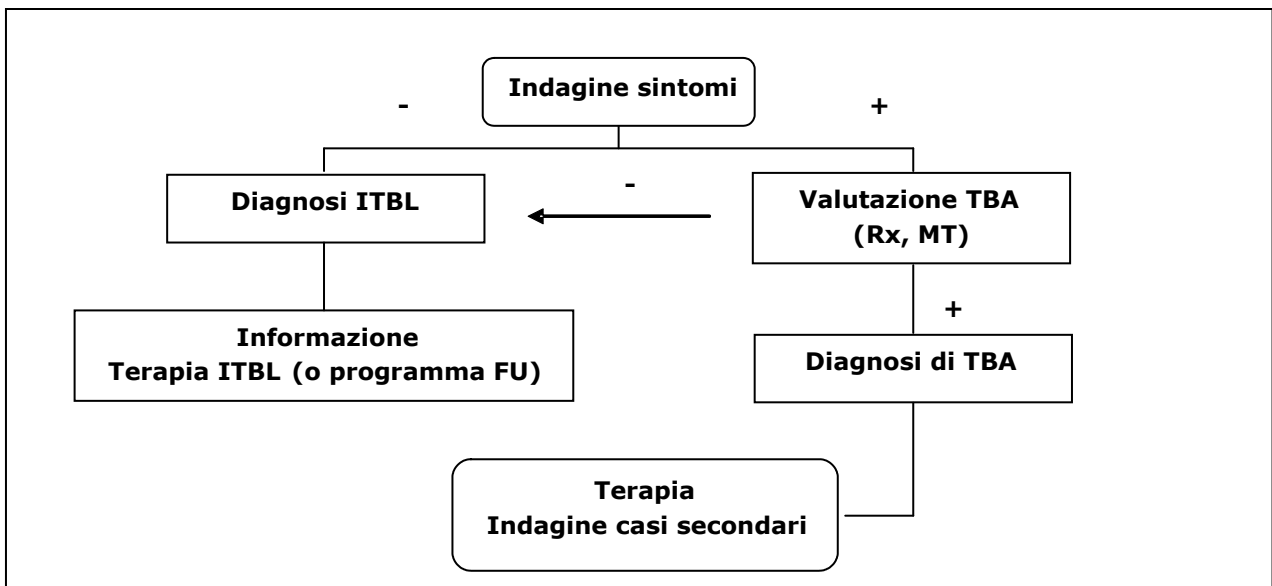 Indagine sintomi
-
+
Diagnosi ITBL
-
Valutazione TBA
(Rx, MT)
Informazione
Terapia ITBL (o programma FU)
+
Diagnosi di TBA
Terapia
Indagine casi secondari